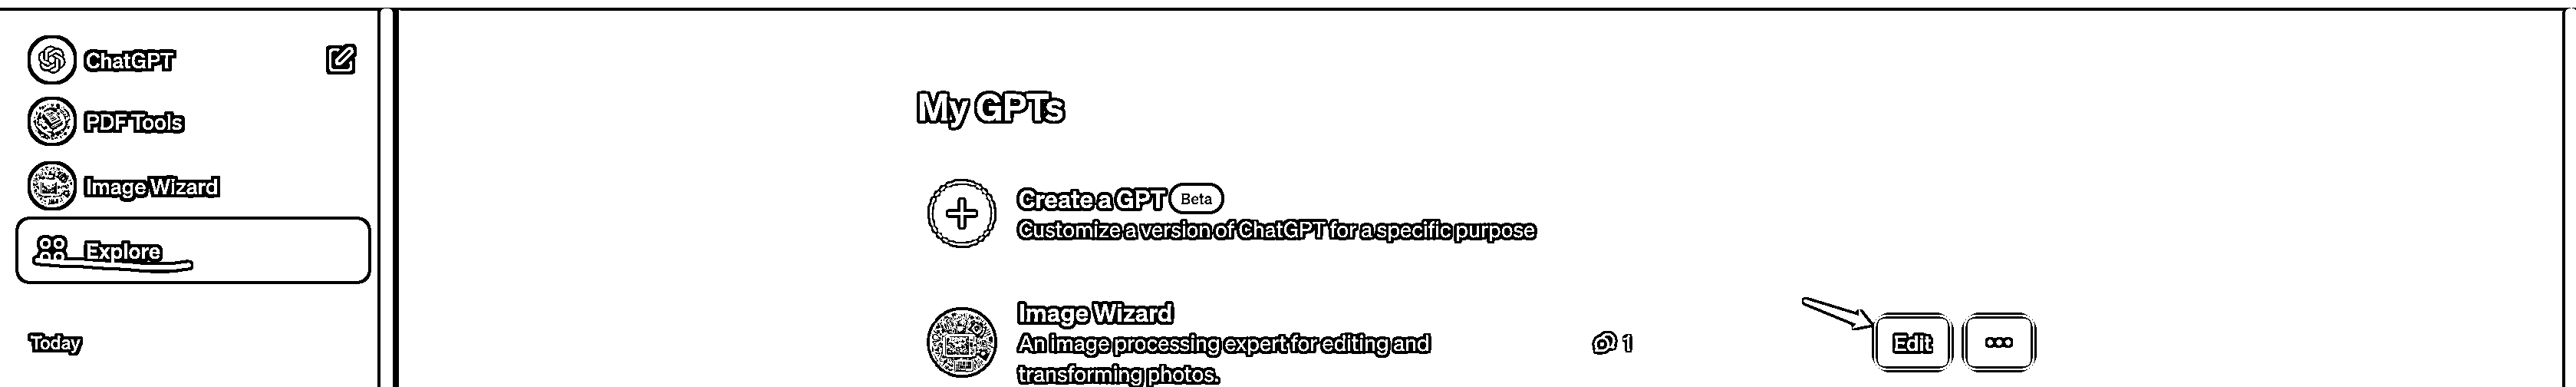 ChatGPT
PDF Tools
Image Wizard
Explore
Today
My GPTs
Create a GPT Beta
Customize a version of ChatGPT for a specific purpose
Image Wizard
An image processing expert for editing and
transforming photos.
1
Edit